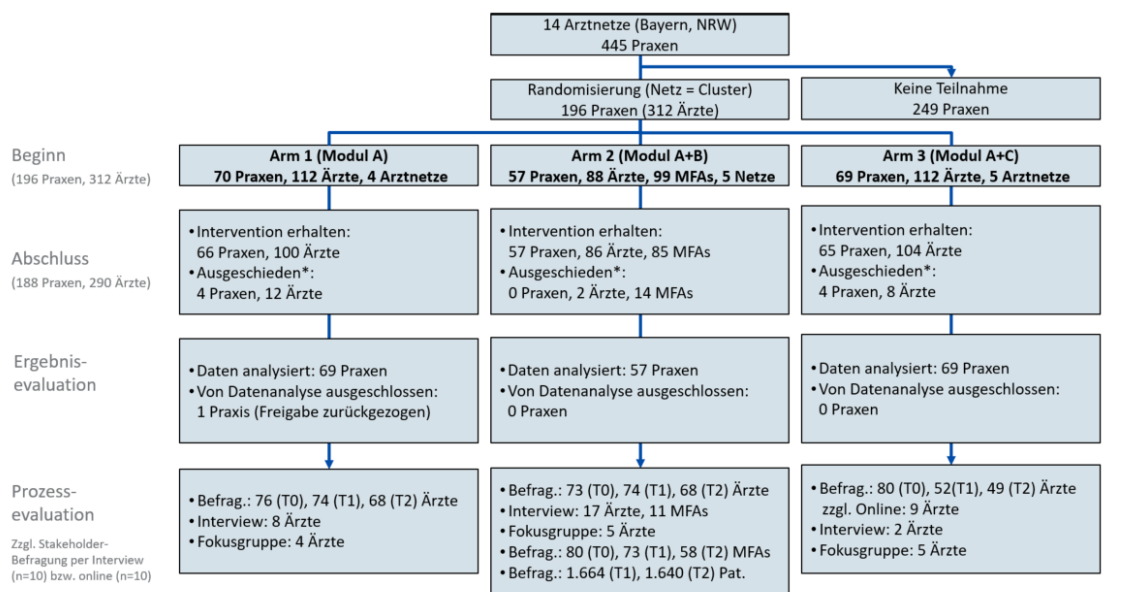 14 Arztnetze (Bayern, NRW)
445 Praxen
Randomisierung (Netz = Cluster)
196 Praxen (312 Ärzte)
Keine Teilnahme
249 Praxen
Beginn
(196 Praxen, 312 Ärzte)
Arm 1 (Modul A)
70 Praxen, 112 Ärzte, 4 Arztnetze
Arm 2 (Modul A+B)
57 Praxen, 88 Ärzte, 99 MFAs, 5 Netze
Arm 3 (Modul A+C)
69 Praxen, 112 Ärzte, 5 Arztnetze
Abschluss
(188 Praxen, 290 Ärzte)
• Intervention erhalten:
66 Praxen, 100 Ärzte
• Ausgeschieden*:
4 Praxen, 12 Ärzte
• Intervention erhalten:
57 Praxen, 86 Ärzte, 85 MFAs
• Ausgeschieden*:
0 Praxen, 2 Ärzte, 14 MFAs
• Intervention erhalten:
65 Praxen, 104 Ärzte
• Ausgeschieden*:
4 Praxen, 8 Ärzte
Ergebnis-
evaluation
• Daten analysiert: 69 Praxen
• Von Datenanalyse ausgeschlossen:
1 Praxis (Freigabe zurückgezogen)
• Daten analysiert: 57 Praxen
• Von Datenanalyse ausgeschlossen:
0 Praxen
• Daten analysiert: 69 Praxen
• Von Datenanalyse ausgeschlossen:
0 Praxen
Prozess-
evaluation
Zzgl. Stakeholder-
Befragung per Interview
(n=10) bzw. online (n=10)
• Befrag.: 76 (T0), 74 (T1), 68 (T2) Ärzte
• Interview: 8 Ärzte
• Fokusgruppe: 4 Ärzte
• Befrag.: 73 (T0), 74 (T1), 68 (T2) Ärzte
• Interview: 17 Ärzte, 11 MFAs
• Fokusgruppe: 5 Ärzte
• Befrag.: 80 (T0), 73 (T1), 58 (T2) MFAs
• Befrag.: 1.664 (T1), 1.640 (T2) Pat.
• Befrag.: 80 (T0), 52(T1), 49 (T2) Ärzte
zzgl. Online: 9 Ärzte
• Interview: 2 Ärzte
• Fokusgruppe: 5 Ärzte